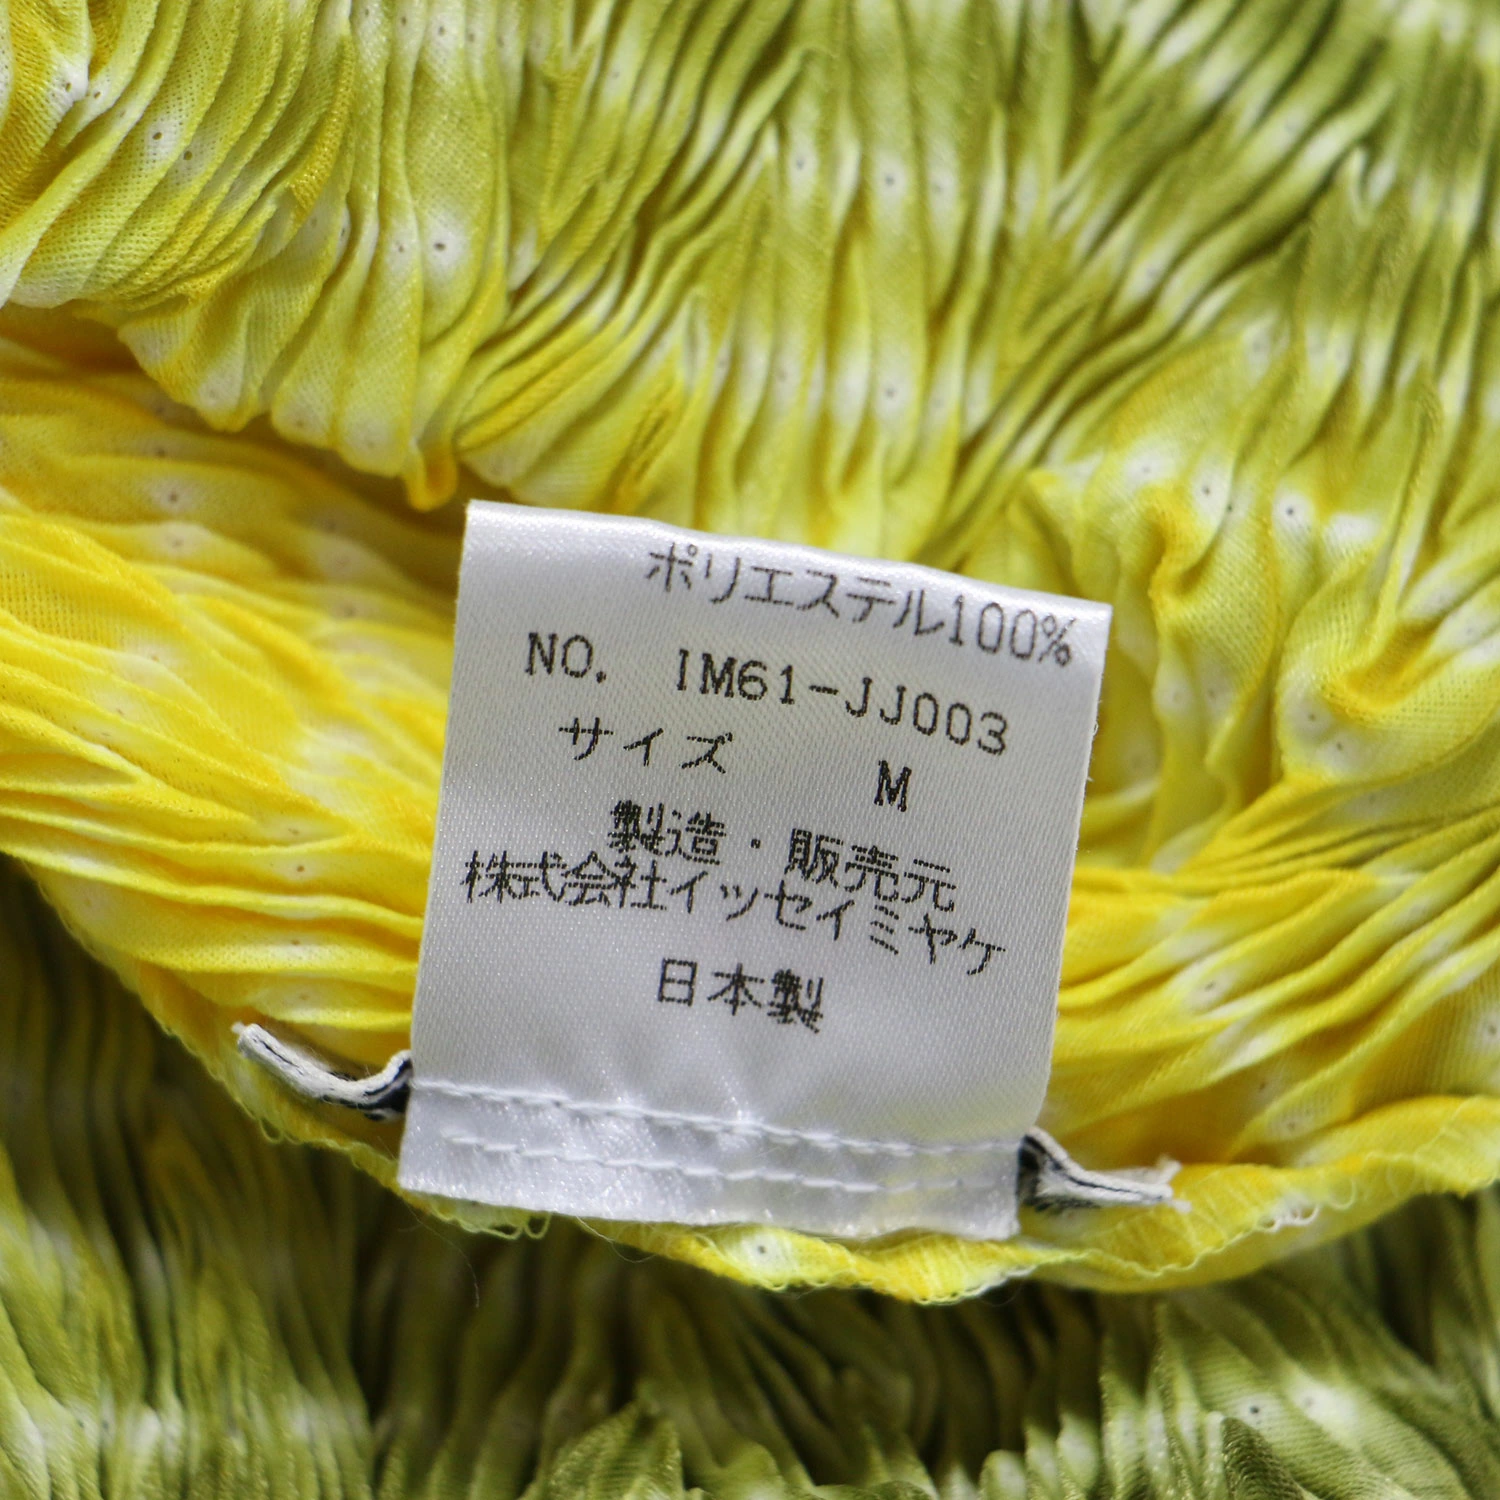 ポリエステル100%
NO. IM61-JJ003
サイズ M
製造・販売元
株式会社イッセイミヤケ
日本製